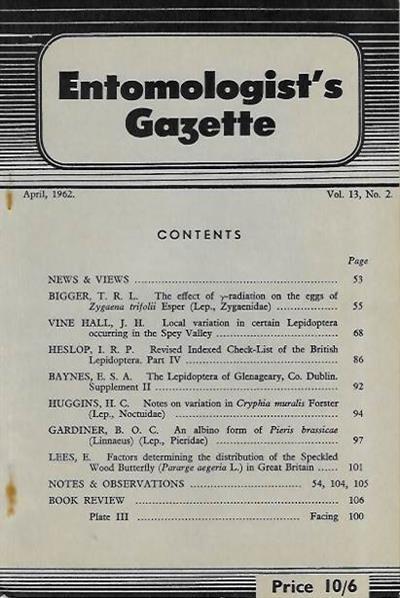 Entomologist's
Gazette
April, 1962. Vol. 13, No. 2.
CONTENTS
Page
NEWS & VIEWS ... 53
BIGGER, T. R. L. The effect of γ-radiation on the eggs of
Zygaena trifolii Esper (Lep., Zygaenidae) ... 55
VINE HALL, J. H. Local variation in certain Lepidoptera
occurring in the Spey Valley ... 68
HESLOP, I. R. P. Revised Indexed Check-List of the British
Lepidoptera. Part IV ... 86
BAYNES, E. S. A. The Lepidoptera of Glenageary, Co. Dublin.
Supplement II ... 92
HUGGINS, H. C. Notes on variation in Cryphia muralis Forster
(Lep., Noctuidae) ... 94
GARDINER, B. O. C. An albino form of Pieris brassicae
(Linnaeus) (Lep., Pieridae) ... 97
LEES, E. Factors determining the distribution of the Speckled
Wood Butterfly (Pararge aegeria L.) in Great Britain ... 101
NOTES & OBSERVATIONS ... 54, 104, 105
BOOK REVIEW ... 106
Plate III ... Facing 100
Price 10/6